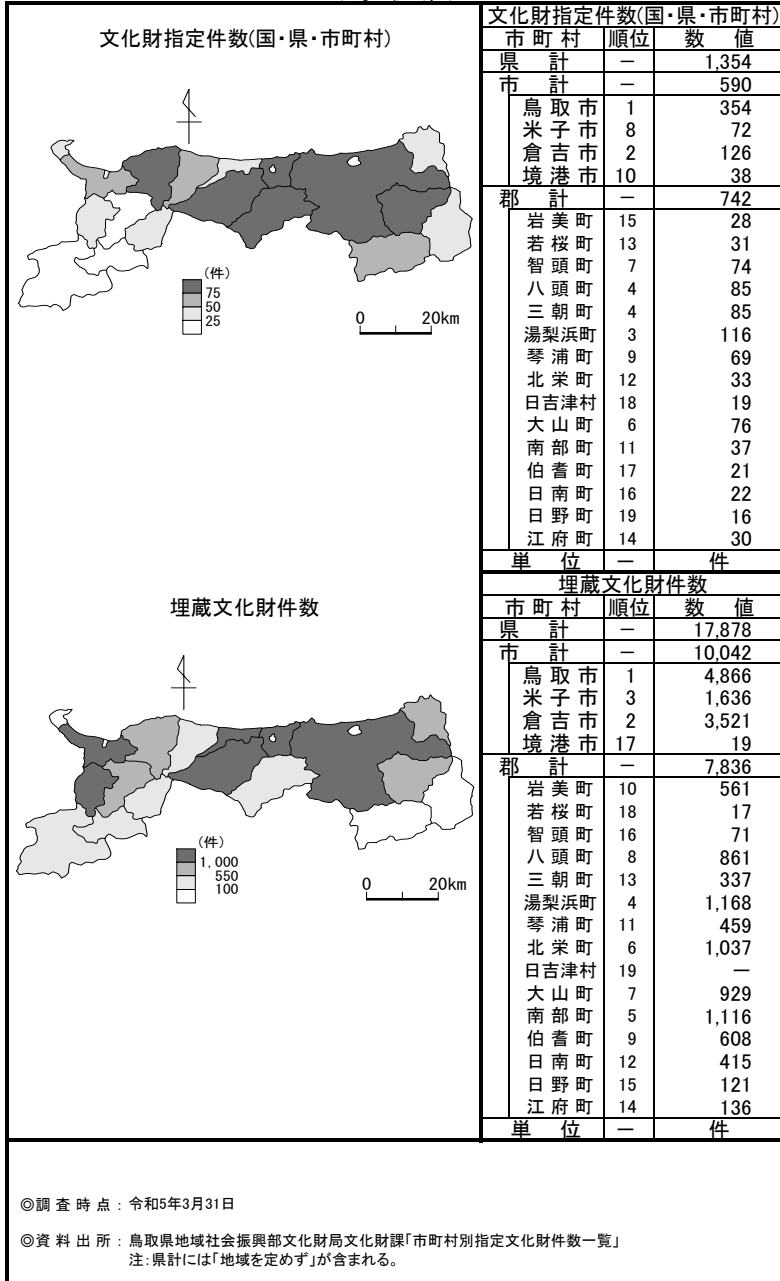 文化財指定件数(国・県・市町村)
(件)
75
50
25
0 20km
文化財指定件数(国・県・市町村)
市町村 順位 数値
県計 － 1,354
市計 － 590
鳥取市 1 354
米子市 8 72
倉吉市 2 126
境港市 10 38
郡計 － 742
岩美町 15 28
若桜町 13 31
智頭町 7 74
八頭町 4 85
三朝町 4 85
湯梨浜町 3 116
琴浦町 9 69
北栄町 12 33
日吉津村 18 19
大山町 6 76
南部町 11 37
伯耆町 17 21
日南町 16 22
日野町 19 16
江府町 14 30
単位 － 件
埋蔵文化財件数
(件)
1,000
550
100
0 20km
埋蔵文化財件数
市町村 順位 数値
県計 － 17,878
市計 － 10,042
鳥取市 1 4,866
米子市 3 1,636
倉吉市 2 3,521
境港市 17 19
郡計 － 7,836
岩美町 10 561
若桜町 18 17
智頭町 16 71
八頭町 8 861
三朝町 13 337
湯梨浜町 4 1,168
琴浦町 11 459
北栄町 6 1,037
日吉津村 19 －
大山町 7 929
南部町 5 1,116
伯耆町 9 608
日南町 12 415
日野町 15 121
江府町 14 136
単位 － 件
◎調査時点：令和5年3月31日
◎資料出所：鳥取県地域社会振興部文化財局文化財課｢市町村別指定文化財件数一覧｣
注:県計には｢地域を定めず｣が含まれる。